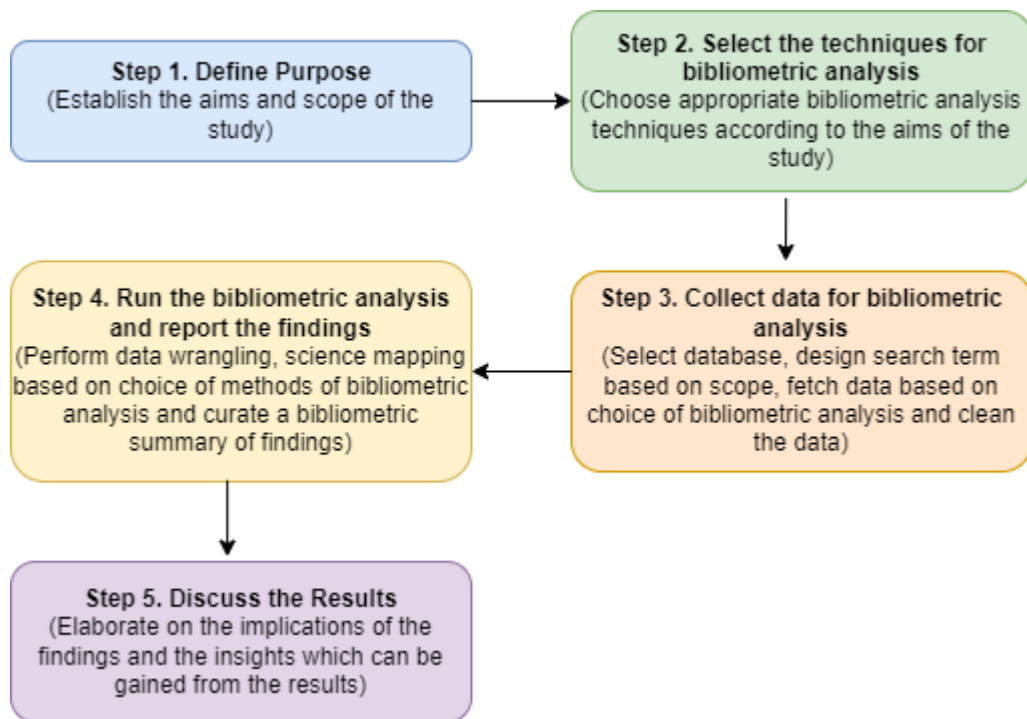 Step 1. Define Purpose
(Establish the aims and scope of the
study)
Step 2. Select the techniques for
bibliometric analysis
(Choose appropriate bibliometric analysis
techniques according to the aims of the
study)
Step 3. Collect data for bibliometric
analysis
(Select database, design search term
based on scope, fetch data based on
choice of bibliometric analysis and clean
the data)
Step 4. Run the bibliometric analysis
and report the findings
(Perform data wrangling, science mapping
based on choice of methods of bibliometric
analysis and curate a bibliometric
summary of findings)
Step 5. Discuss the Results
(Elaborate on the implications of the
findings and the insights which can be
gained from the results)